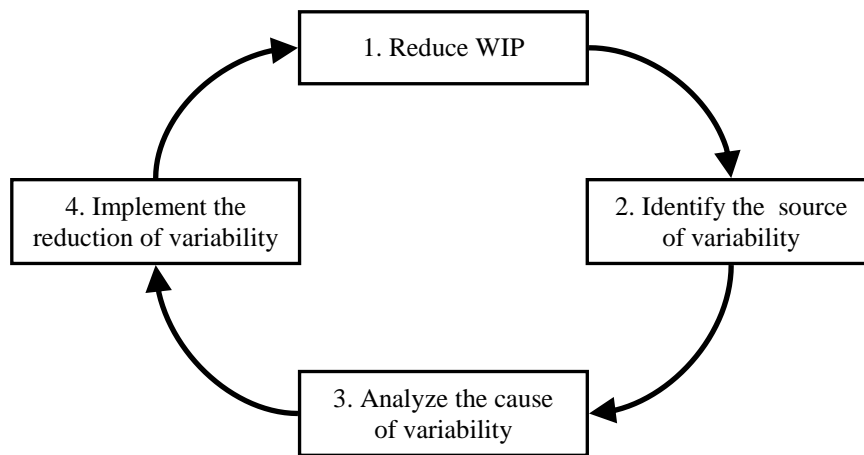 1. Reduce WIP
4. Implement the
reduction of variability
2. Identify the source
of variability
3. Analyze the cause
of variability